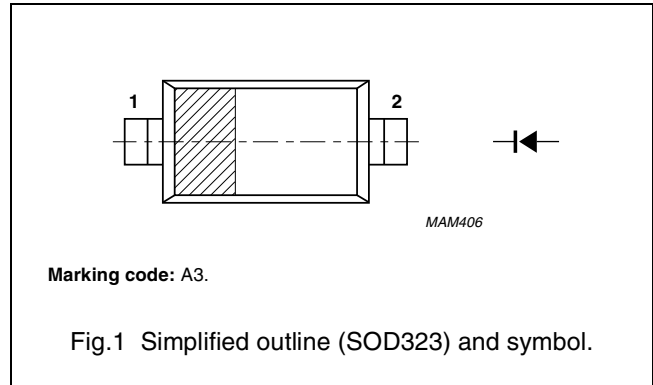 1
2
MAM406
Marking code: A3.
Fig.1 Simplified outline (SOD323) and symbol.